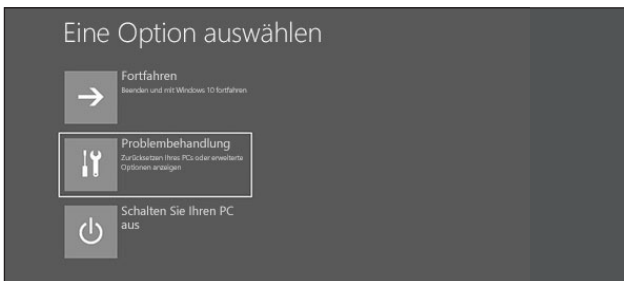 Eine Option auswählen
Fortfahren
Beenden und mit Windows 10 fortfahren
Problembehandlung
Zurücksetzen Ihres PCs oder erweiterte
Optionen anzeigen
Schalten Sie Ihren PC
aus